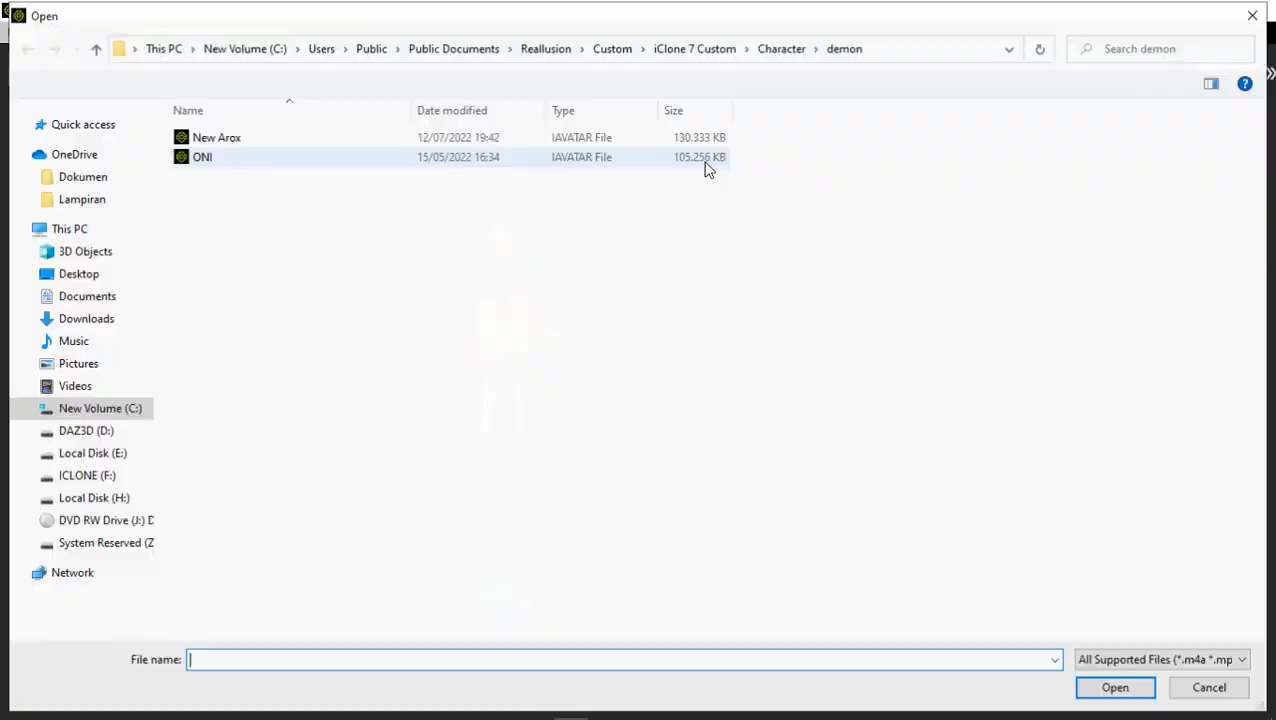 Open
This PC > New Volume (C:) > Users > Public > Public Documents > Reallusion > Custom > iClone 7 Custom > Character > demon
Search demon
Name Date modified Type Size
New Arox 12/07/2022 19:42 IAVATAR File 130.333 KB
ONI 15/05/2022 16:34 IAVATAR File 105.256 KB
Quick access
OneDrive
Dokumen
Lampiran
This PC
3D Objects
Desktop
Documents
Downloads
Music
Pictures
Videos
New Volume (C:)
DAZ3D (D:)
Local Disk (E:)
ICLONE (F:)
Local Disk (H:)
DVD RW Drive (J:) D
System Reserved (Z
Network
File name:
All Supported Files (*.m4a *.mp
Open Cancel